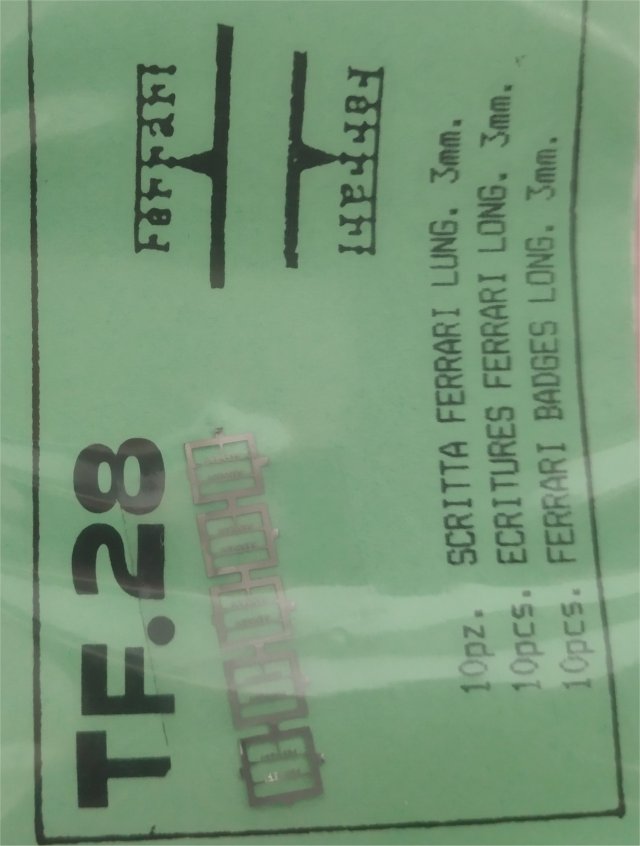 TF.28
Ferrari
Ferrari
10pz. SCRITTA FERRARI LUNG. 3mm.
10pcs. ECRITURES FERRARI LONG. 3mm.
10pcs. FERRARI BADGES LONG. 3mm.